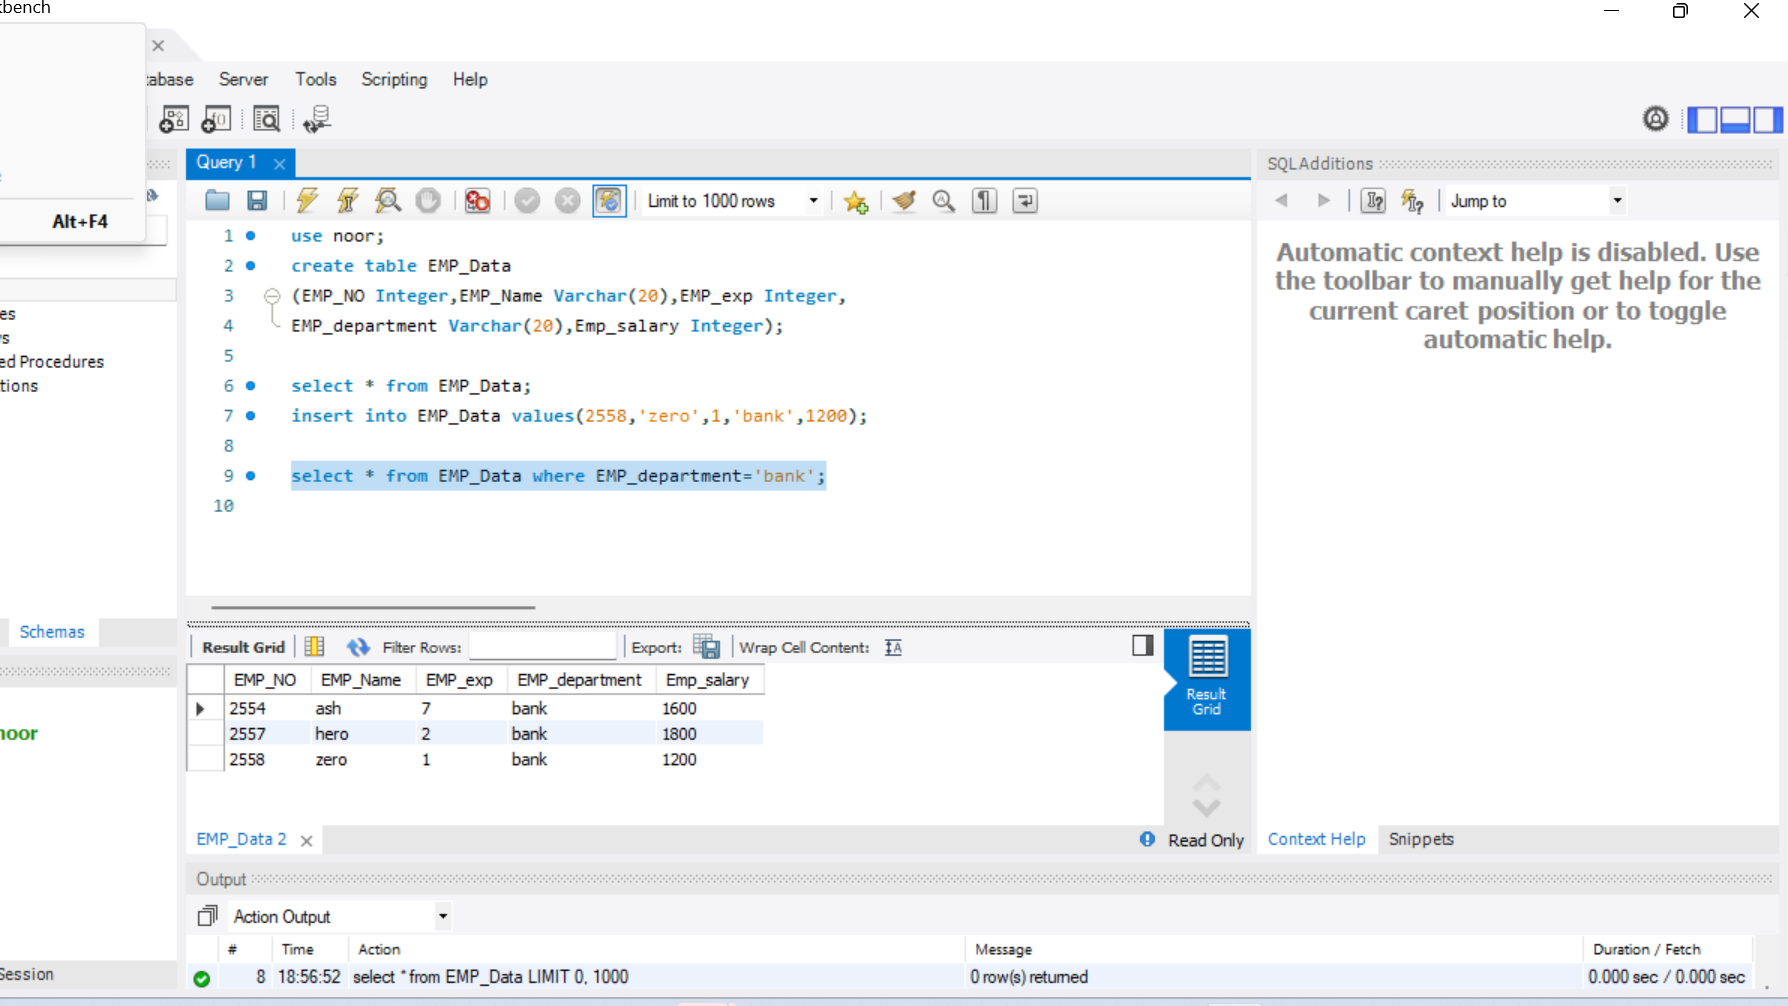 kbench
tabase Server Tools Scripting Help
Alt+F4
Query 1
Limit to 1000 rows
1 use noor;
2 create table EMP_Data
3 (EMP_NO Integer,EMP_Name Varchar(20),EMP_exp Integer,
4 EMP_department Varchar(20),Emp_salary Integer);
5
6 select * from EMP_Data;
7 insert into EMP_Data values(2558,'zero',1,'bank',1200);
8
9 select * from EMP_Data where EMP_department='bank';
10
SQLAdditions
Jump to
Automatic context help is disabled. Use
the toolbar to manually get help for the
current caret position or to toggle
automatic help.
es
s
ed Procedures
tions
Schemas
noor
Session
Result Grid Filter Rows: Export: Wrap Cell Content:
EMP_NO EMP_Name EMP_exp EMP_department Emp_salary
2554 ash 7 bank 1600
2557 hero 2 bank 1800
2558 zero 1 bank 1200
Result
Grid
EMP_Data 2
Read Only
Context Help Snippets
Output
Action Output
# Time Action Message Duration / Fetch
8 18:56:52 select * from EMP_Data LIMIT 0, 1000 0 row(s) returned 0.000 sec / 0.000 sec